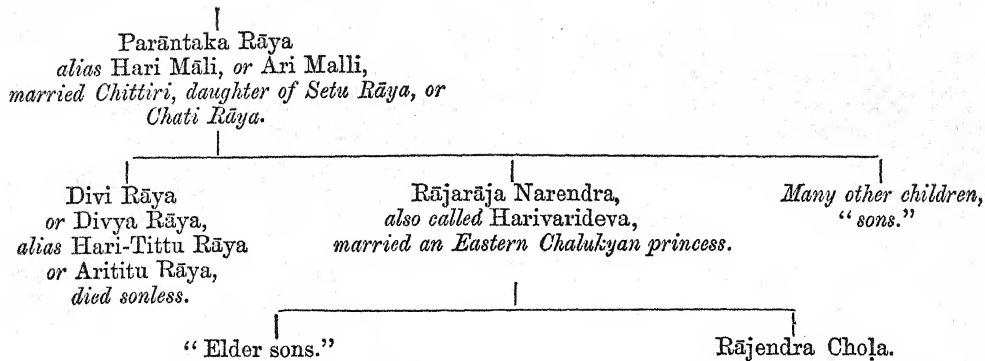 Parāntaka Rāya
alias Hari Māli, or Ari Malli,
married Chittiri, daughter of Setu Rāya, or
Chati Rāya.
Divi Rāya
or Divya Rāya,
alias Hari-Tittu Rāya
or Arititu Rāya,
died sonless.
Rājarāja Narendra,
also called Harivarideva,
married an Eastern Chalukyan princess.
Many other children,
“sons.”
“Elder sons.”
Rājendra Choḷa.